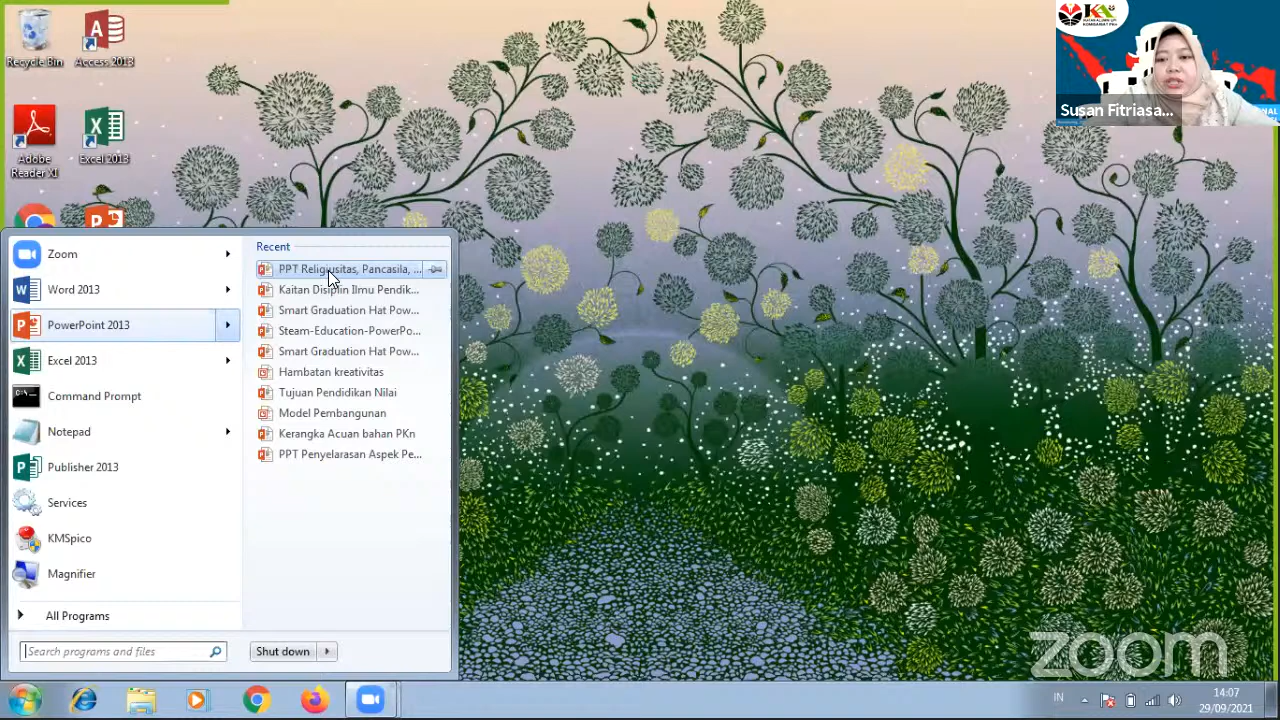 Recycle Bin
Access 2013
Adobe
Reader XI
Excel 2013
Susan Fitriasa...
Zoom
Word 2013
PowerPoint 2013
Excel 2013
Command Prompt
Notepad
Publisher 2013
Services
KMSpico
Magnifier
All Programs
Search programs and files
Shut down
Recent
PPT Religiusitas, Pancasila, ...
Kaitan Disiplin Ilmu Pendik...
Smart Graduation Hat Pow...
Steam-Education-PowerPo...
Smart Graduation Hat Pow...
Hambatan kreativitas
Tujuan Pendidikan Nilai
Model Pembangunan
Kerangka Acuan bahan PKn
PPT Penyelarasan Aspek Pe...
zoom
IN
14:07
29/09/2021